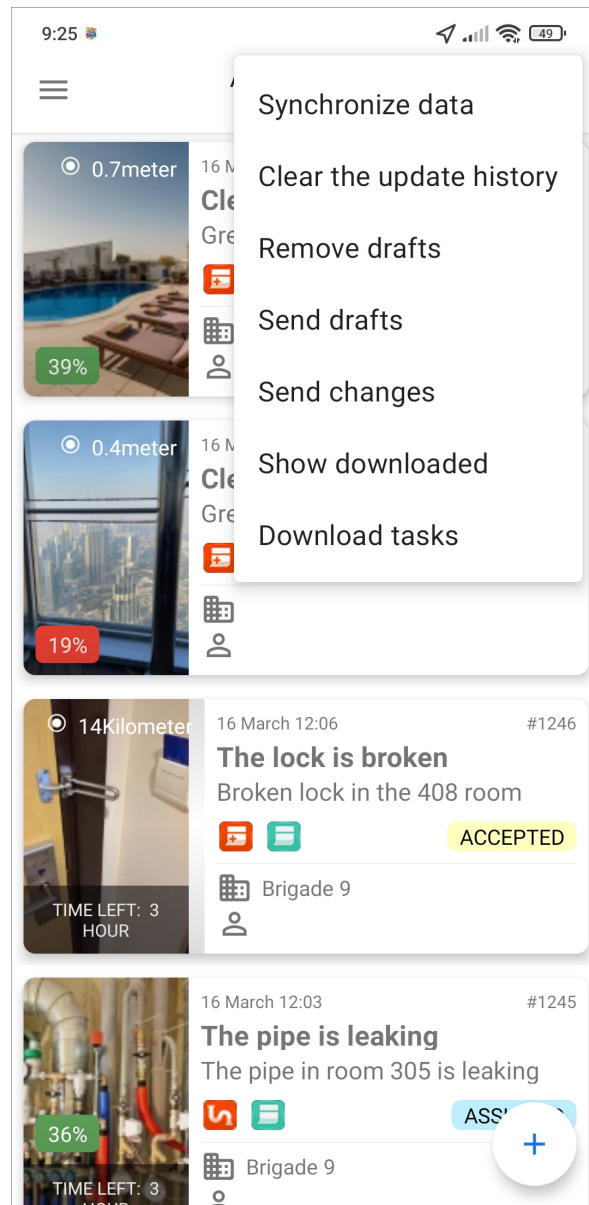 9:25
49
Synchronize data
Clear the update history
Remove drafts
Send drafts
Send changes
Show downloaded
Download tasks
0.7meter
16 M
Cle
Gre
39%
0.4meter
16 M
Cle
Gre
19%
14Kilometer
16 March 12:06
#1246
The lock is broken
Broken lock in the 408 room
ACCEPTED
Brigade 9
TIME LEFT: 3
HOUR
16 March 12:03
#1245
The pipe is leaking
The pipe in room 305 is leaking
36%
Brigade 9
TIME LEFT: 3
HOUR